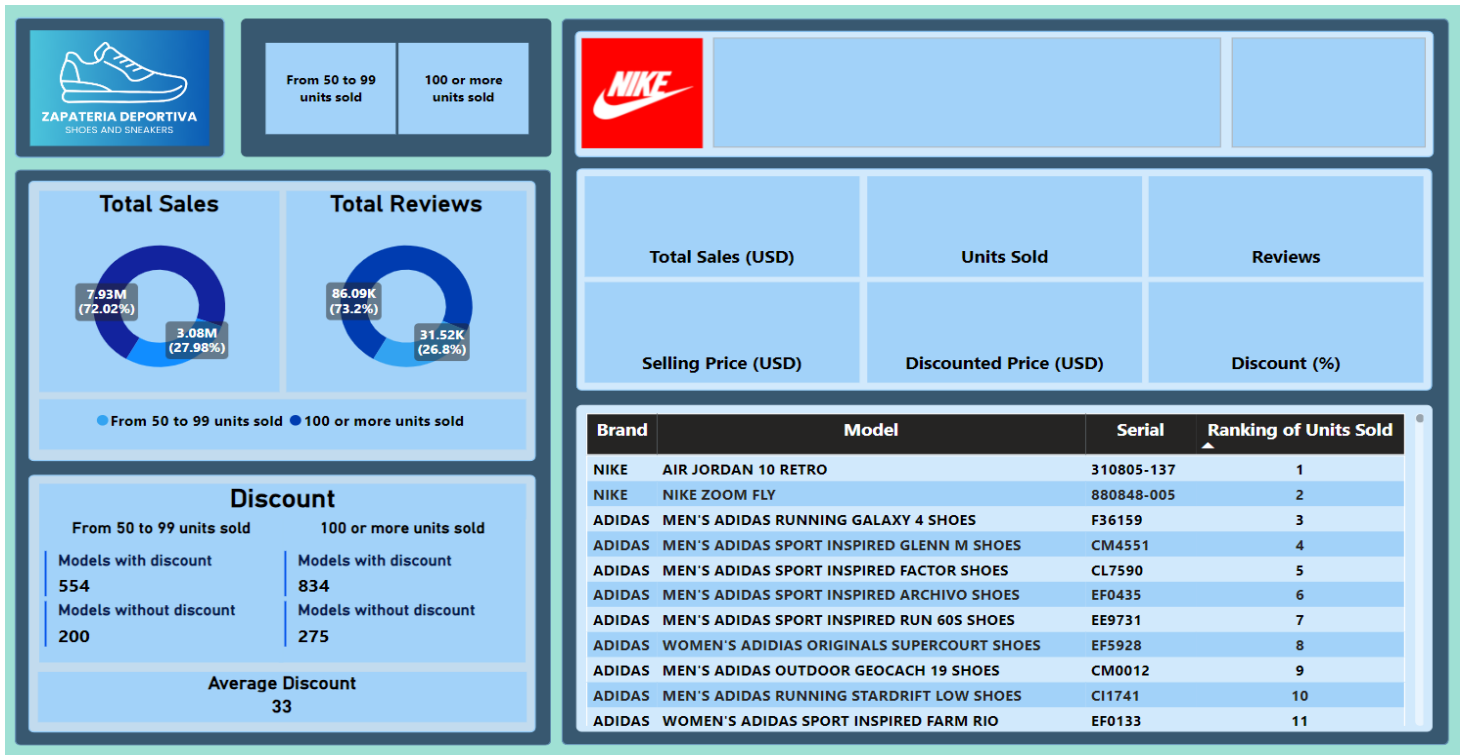 ZAPATERIA DEPORTIVA
SHOES AND SNEAKERS
From 50 to 99
units sold
100 or more
units sold
NIKE
Total Sales
Total Reviews
7.93M
(72.02%)
3.08M
(27.98%)
86.09K
(73.2%)
31.52K
(26.8%)
From 50 to 99 units sold 100 or more units sold
Discount
From 50 to 99 units sold 100 or more units sold
Models with discount Models with discount
554 834
Models without discount Models without discount
200 275
Average Discount
33
Total Sales (USD) Units Sold Reviews
Selling Price (USD) Discounted Price (USD) Discount (%)
Brand Model Serial Ranking of Units Sold
NIKE AIR JORDAN 10 RETRO 310805-137 1
NIKE NIKE ZOOM FLY 880848-005 2
ADIDAS MEN'S ADIDAS RUNNING GALAXY 4 SHOES F36159 3
ADIDAS MEN'S ADIDAS SPORT INSPIRED GLENN M SHOES CM4551 4
ADIDAS MEN'S ADIDAS SPORT INSPIRED FACTOR SHOES CL7590 5
ADIDAS MEN'S ADIDAS SPORT INSPIRED ARCHIVO SHOES EF0435 6
ADIDAS MEN'S ADIDAS SPORT INSPIRED RUN 60S SHOES EE9731 7
ADIDAS WOMEN'S ADIDIAS ORIGINALS SUPERCOURT SHOES EF5928 8
ADIDAS MEN'S ADIDAS OUTDOOR GEOCACH 19 SHOES CM0012 9
ADIDAS MEN'S ADIDAS RUNNING STARDRIFT LOW SHOES CI1741 10
ADIDAS WOMEN'S ADIDAS SPORT INSPIRED FARM RIO EF0133 11